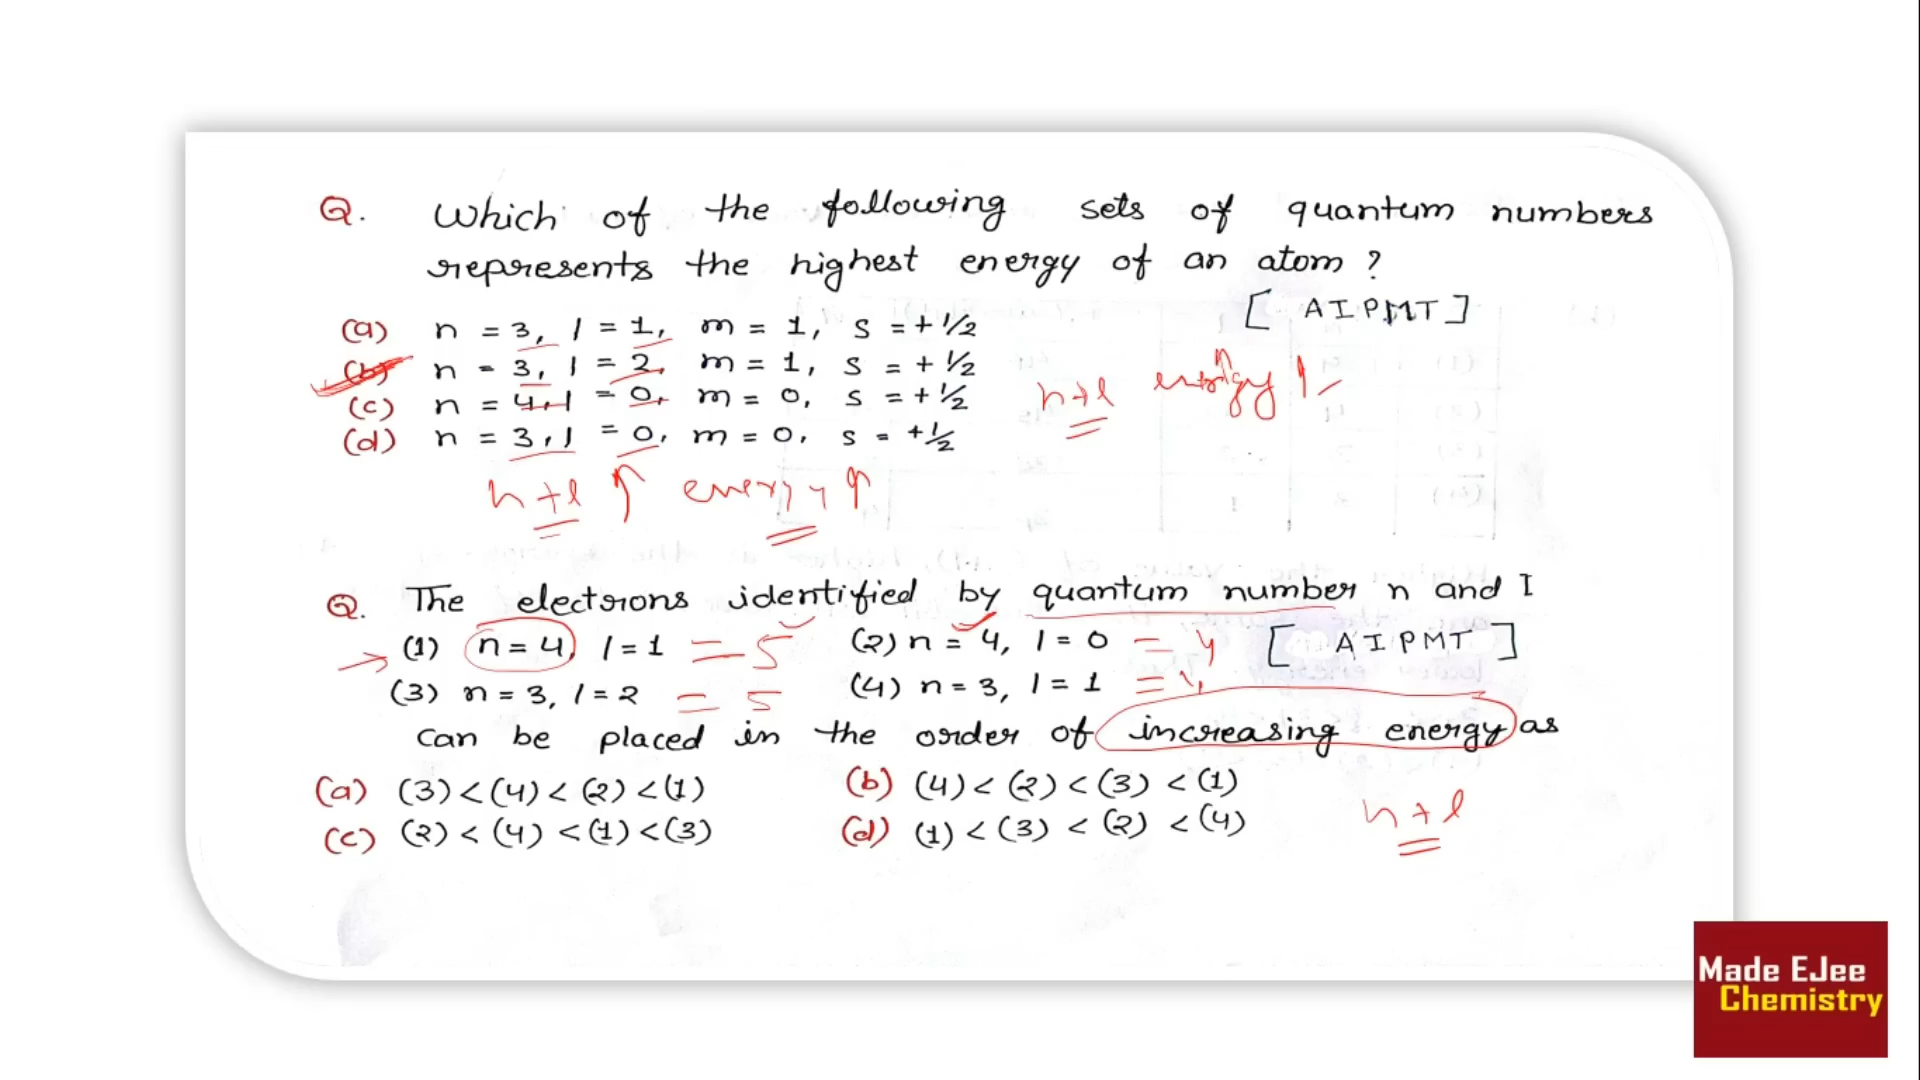 Q. Which of the following sets of quantum numbers
represents the highest energy of an atom ?
[ AIPMT ]
(a) n = 3, l = 1, m = 1, s = +1/2
(b) n = 3, l = 2, m = 1, s = +1/2
(c) n = 4, l = 0, m = 0, s = +1/2
(d) n = 3, l = 0, m = 0, s = +1/2
n+l energy ↑
n+l ↑ energy ↑
Q. The electrons identified by quantum number n and I
(1) n = 4, l = 1 = 5 (2) n = 4, l = 0 = 4 [ AIPMT ]
(3) n = 3, l = 2 = 5 (4) n = 3, l = 1 =
can be placed in the order of increasing energy as
(a) (3) < (4) < (2) < (1) (b) (4) < (2) < (3) < (1)
(c) (2) < (4) < (1) < (3) (d) (1) < (3) < (2) < (4)
n+l
Made EJee
Chemistry